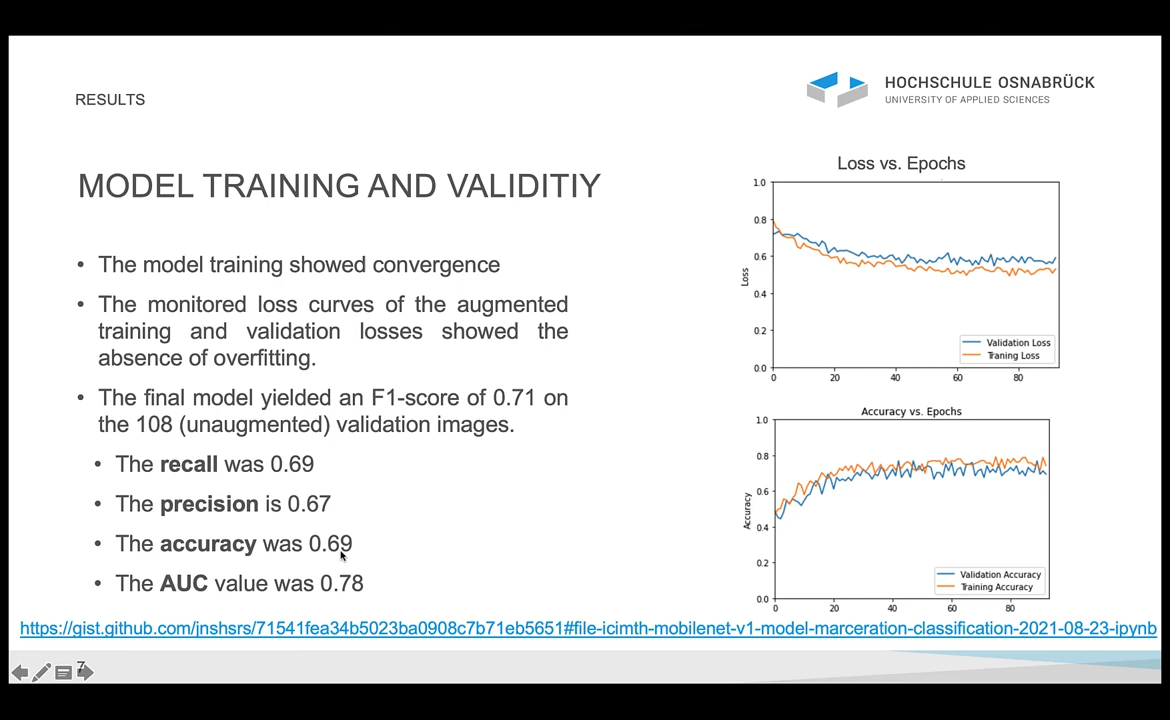 RESULTS
HOCHSCHULE OSNABRÜCK
UNIVERSITY OF APPLIED SCIENCES
MODEL TRAINING AND VALIDITIY
• The model training showed convergence
• The monitored loss curves of the augmented
training and validation losses showed the
absence of overfitting.
• The final model yielded an F1-score of 0.71 on
the 108 (unaugmented) validation images.
• The recall was 0.69
• The precision is 0.67
• The accuracy was 0.69
• The AUC value was 0.78
Loss vs. Epochs
1.0
0.8
0.6
0.4
0.2
0.0
Loss
Validation Loss
Traning Loss
0 20 40 60 80
Accuracy vs. Epochs
1.0
0.8
0.6
0.4
0.2
0.0
Accuracy
Validation Accuracy
Training Accuracy
0 20 40 60 80
https://gist.github.com/jnshsrs/71541fea34b5023ba0908c7b71eb5651#file-icimth-mobilenet-v1-model-marceration-classification-2021-08-23-ipynb
7